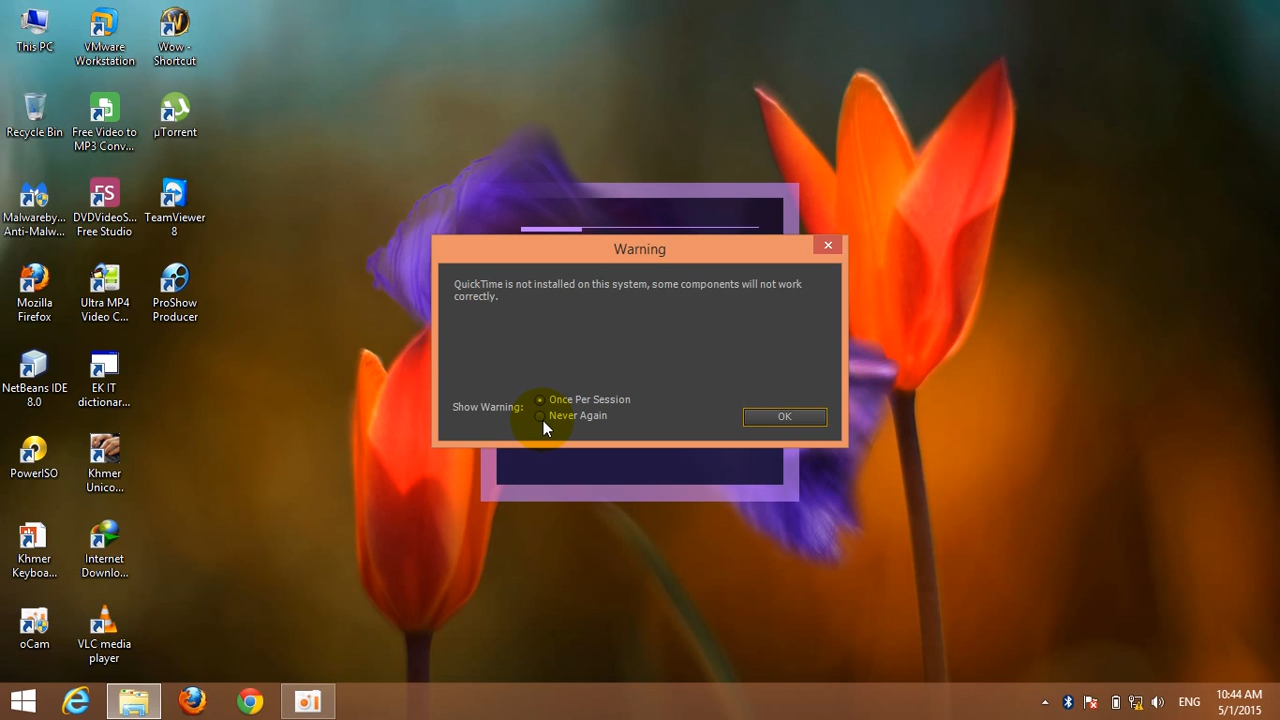 This PC
VMware
Workstation
Wow -
Shortcut
Recycle Bin
Free Video to
MP3 Conv...
µTorrent
Malwareby...
Anti-Malw...
DVDVideoS...
Free Studio
TeamViewer
8
Mozilla
Firefox
Ultra MP4
Video C...
ProShow
Producer
NetBeans IDE
8.0
EK IT
dictionar...
PowerISO
Khmer
Unico...
Khmer
Keyboa...
Internet
Downlo...
oCam
VLC media
player
Warning
QuickTime is not installed on this system, some components will not work
correctly.
Show Warning:
Once Per Session
Never Again
OK
ENG
10:44 AM
5/1/2015